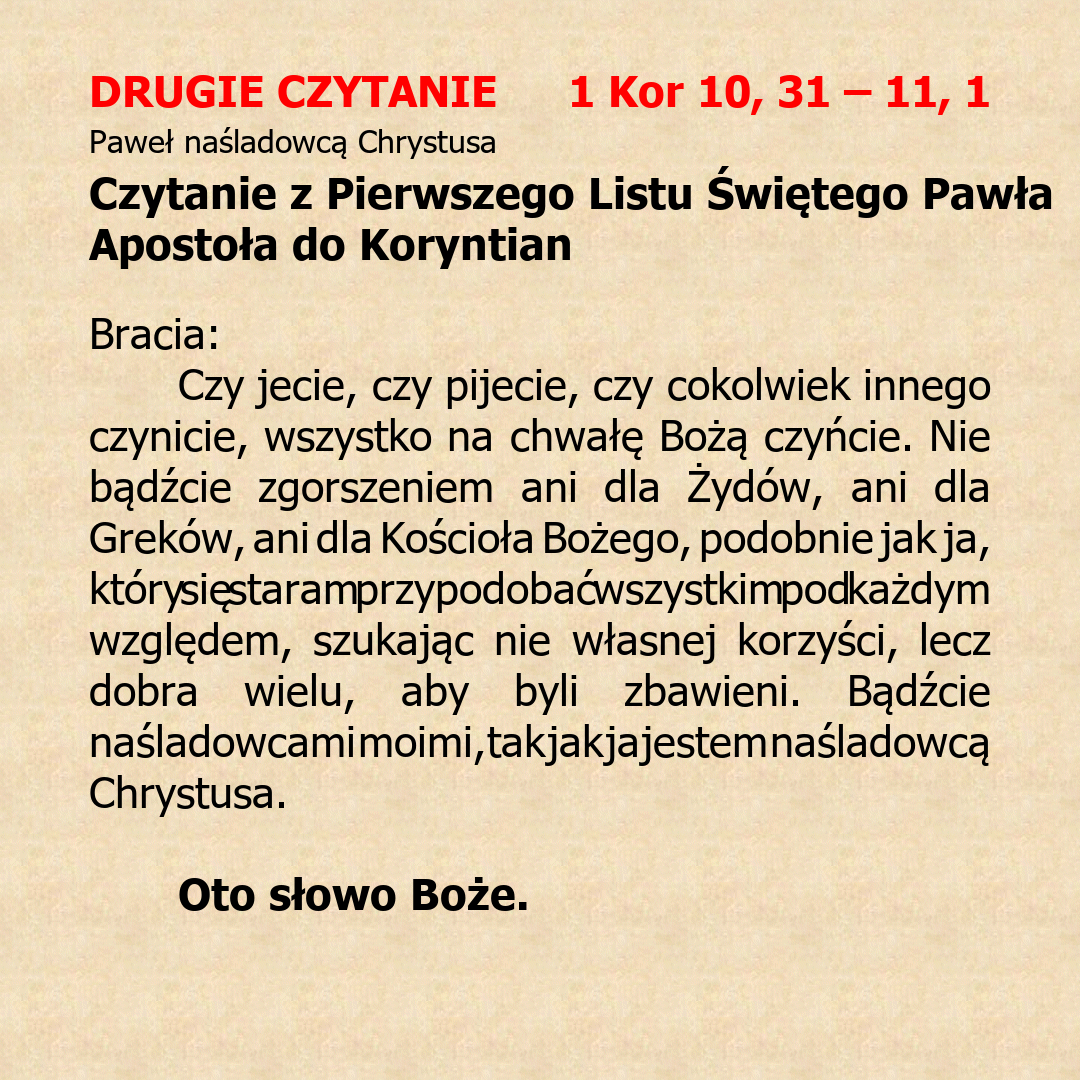 DRUGIE CZYTANIE 1 Kor 10, 31 – 11, 1
Paweł naśladowcą Chrystusa
Czytanie z Pierwszego Listu Świętego Pawła
Apostoła do Koryntian
Bracia:
Czy jecie, czy pijecie, czy cokolwiek innego
czynicie, wszystko na chwałę Bożą czyńcie. Nie
bądźcie zgorszeniem ani dla Żydów, ani dla
Greków, ani dla Kościoła Bożego, podobnie jak ja,
który się staram przypodobać wszystkim pod każdym
względem, szukając nie własnej korzyści, lecz
dobra wielu, aby byli zbawieni. Bądźcie
naśladowcami moimi, tak jak ja jestem naśladowcą
Chrystusa.
Oto słowo Boże.